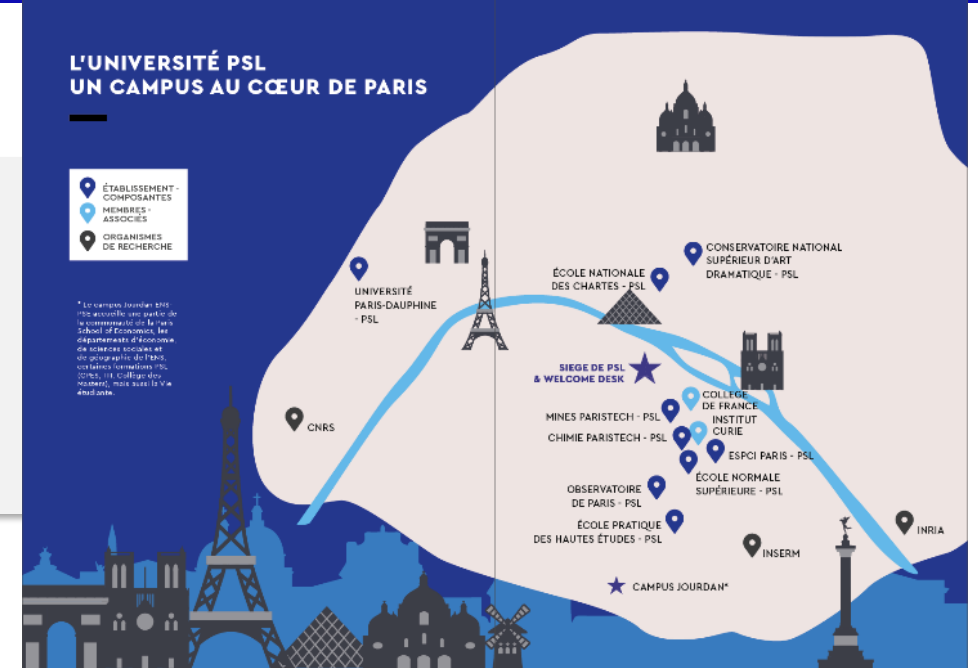 L'UNIVERSITÉ PSL
UN CAMPUS AU CŒUR DE PARIS
ÉTABLISSEMENT -
COMPOSANTES
MEMBRES -
ASSOCIÉS
ORGANISMES
DE RECHERCHE
* Le campus Jourdan ENS-
PSE accueille une partie de
la communauté de la Paris
School of Economics, les
départements d'économie,
de sciences sociales et
de géographie de l'ENS,
certaines formations PSL
(CPES, Collège des
Masters), mais aussi la Vie
étudiante.
CONSERVATOIRE NATIONAL
SUPÉRIEUR D'ART
DRAMATIQUE - PSL
ÉCOLE NATIONALE
DES CHARTES - PSL
UNIVERSITÉ
PARIS-DAUPHINE
- PSL
SIEGE DE PSL
& WELCOME DESK
COLLEGE
DE FRANCE
MINES PARISTECH - PSL
INSTITUT
CURIE
CHIMIE PARISTECH - PSL
CNRS
ESPCI PARIS - PSL
ÉCOLE NORMALE
SUPÉRIEURE - PSL
OBSERVATOIRE
DE PARIS - PSL
ÉCOLE PRATIQUE
DES HAUTES ÉTUDES - PSL
INSERM
INRIA
CAMPUS JOURDAN*